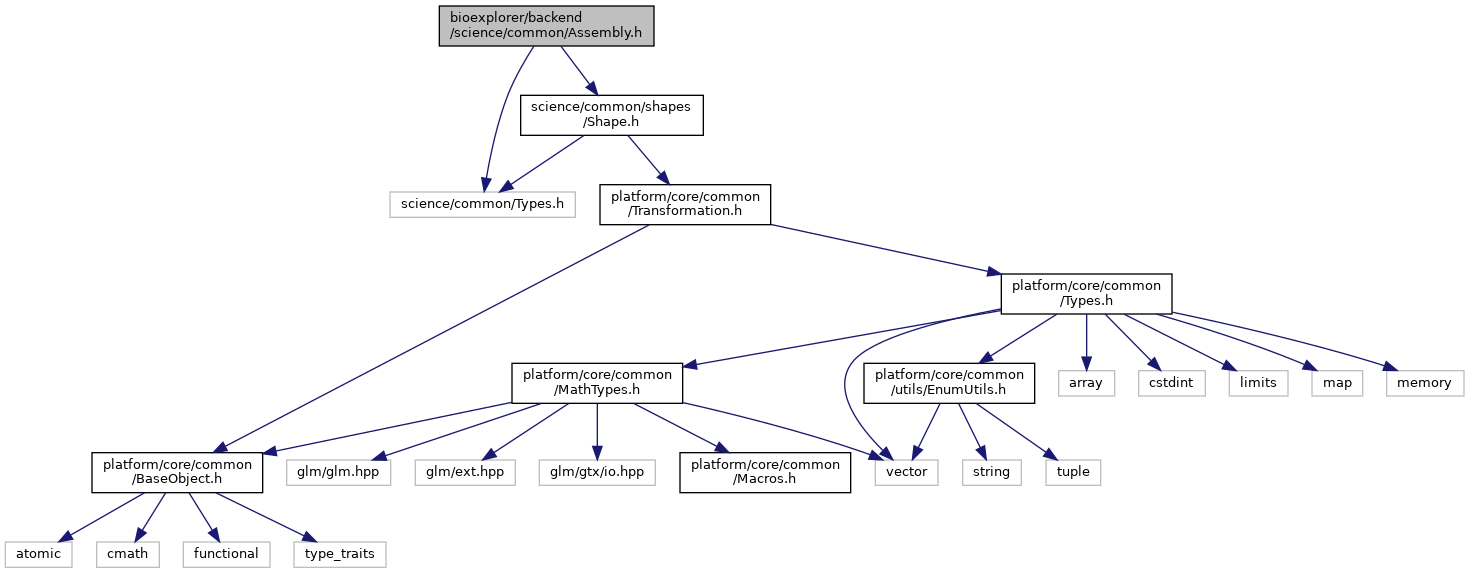 bioexplorer/backend
/science/common/Assembly.h
science/common/shapes
/Shape.h
science/common/Types.h
platform/core/common
/Transformation.h
platform/core/common
/Types.h
platform/core/common
/MathTypes.h
platform/core/common
/utils/EnumUtils.h
array
cstdint
limits
map
memory
platform/core/common
/BaseObject.h
glm/glm.hpp
glm/ext.hpp
glm/gtx/io.hpp
platform/core/common
/Macros.h
vector
string
tuple
atomic
cmath
functional
type_traits